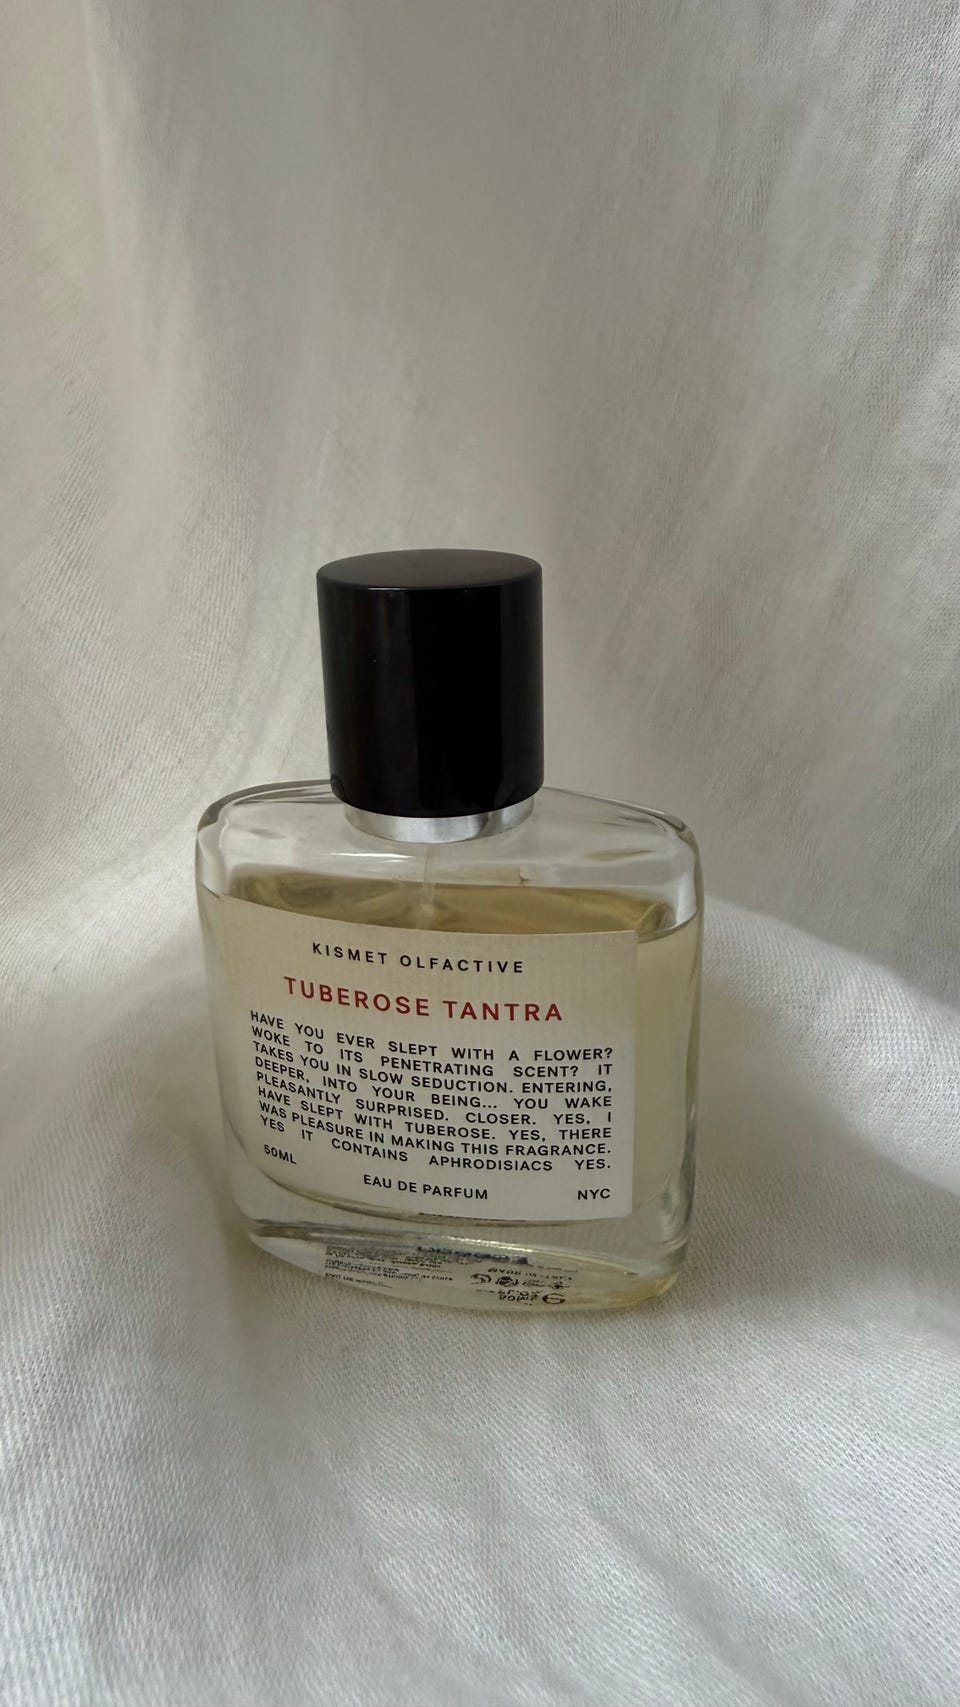 KISMET OLFACTIVE
TUBEROSE TANTRA
HAVE YOU EVER SLEPT WITH A FLOWER?
WOKE TO ITS PENETRATING SCENT? IT
TAKES YOU IN SLOW SEDUCTION. ENTERING,
DEEPER, INTO YOUR BEING... YOU WAKE
PLEASANTLY SURPRISED. CLOSER. YES, I
HAVE SLEPT WITH TUBEROSE. YES, THERE
WAS PLEASURE IN MAKING THIS FRAGRANCE.
YES IT CONTAINS APHRODISIACS YES.
50ML
EAU DE PARFUM
NYC